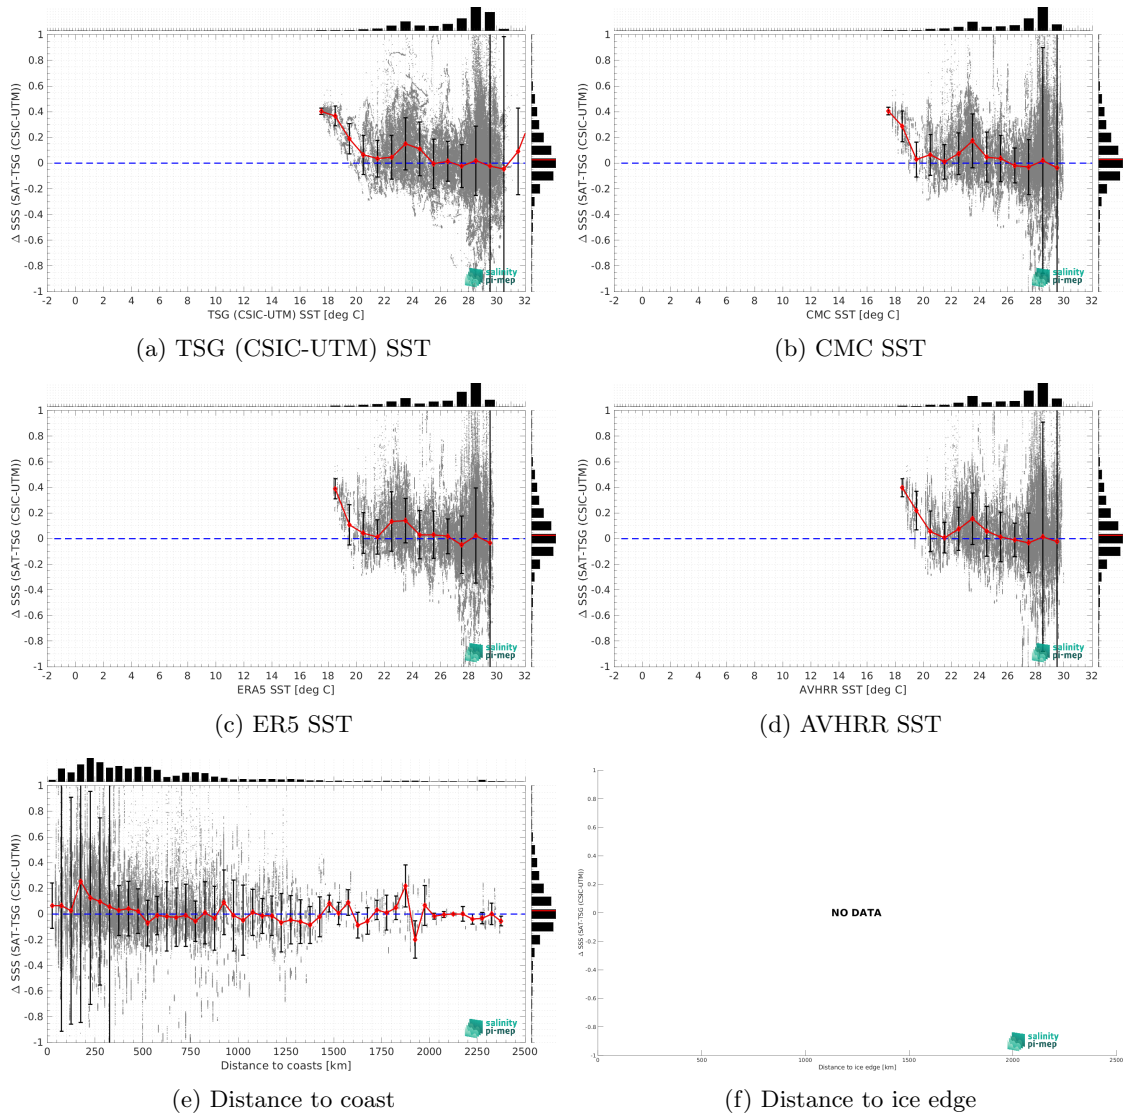 1
0.8
0.6
0.4
0.2
0
-0.2
-0.4
-0.6
-0.8
-1
Δ SSS (SAT-TSG (CSIC-UTM))
salinity
pi-mep
-2 0 2 4 6 8 10 12 14 16 18 20 22 24 26 28 30 32
TSG (CSIC-UTM) SST [deg C]
(a) TSG (CSIC-UTM) SST
1
0.8
0.6
0.4
0.2
0
-0.2
-0.4
-0.6
-0.8
-1
Δ SSS (SAT-TSG (CSIC-UTM))
salinity
pi-mep
-2 0 2 4 6 8 10 12 14 16 18 20 22 24 26 28 30 32
CMC SST [deg C]
(b) CMC SST
1
0.8
0.6
0.4
0.2
0
-0.2
-0.4
-0.6
-0.8
-1
Δ SSS (SAT-TSG (CSIC-UTM))
salinity
pi-mep
-2 0 2 4 6 8 10 12 14 16 18 20 22 24 26 28 30 32
ERA5 SST [deg C]
(c) ER5 SST
1
0.8
0.6
0.4
0.2
0
-0.2
-0.4
-0.6
-0.8
-1
Δ SSS (SAT-TSG (CSIC-UTM))
salinity
pi-mep
-2 0 2 4 6 8 10 12 14 16 18 20 22 24 26 28 30 32
AVHRR SST [deg C]
(d) AVHRR SST
1
0.8
0.6
0.4
0.2
0
-0.2
-0.4
-0.6
-0.8
-1
Δ SSS (SAT-TSG (CSIC-UTM))
salinity
pi-mep
0 250 500 750 1000 1250 1500 1750 2000 2250 2500
Distance to coasts [km]
(e) Distance to coast
1
0.8
0.6
0.4
0.2
0
-0.2
-0.4
-0.6
-0.8
-1
Δ SSS (SAT-TSG (CSIC-UTM))
NO DATA
salinity
pi-mep
0 500 1000 1500 2000 2500
Distance to ice edge [km]
(f) Distance to ice edge